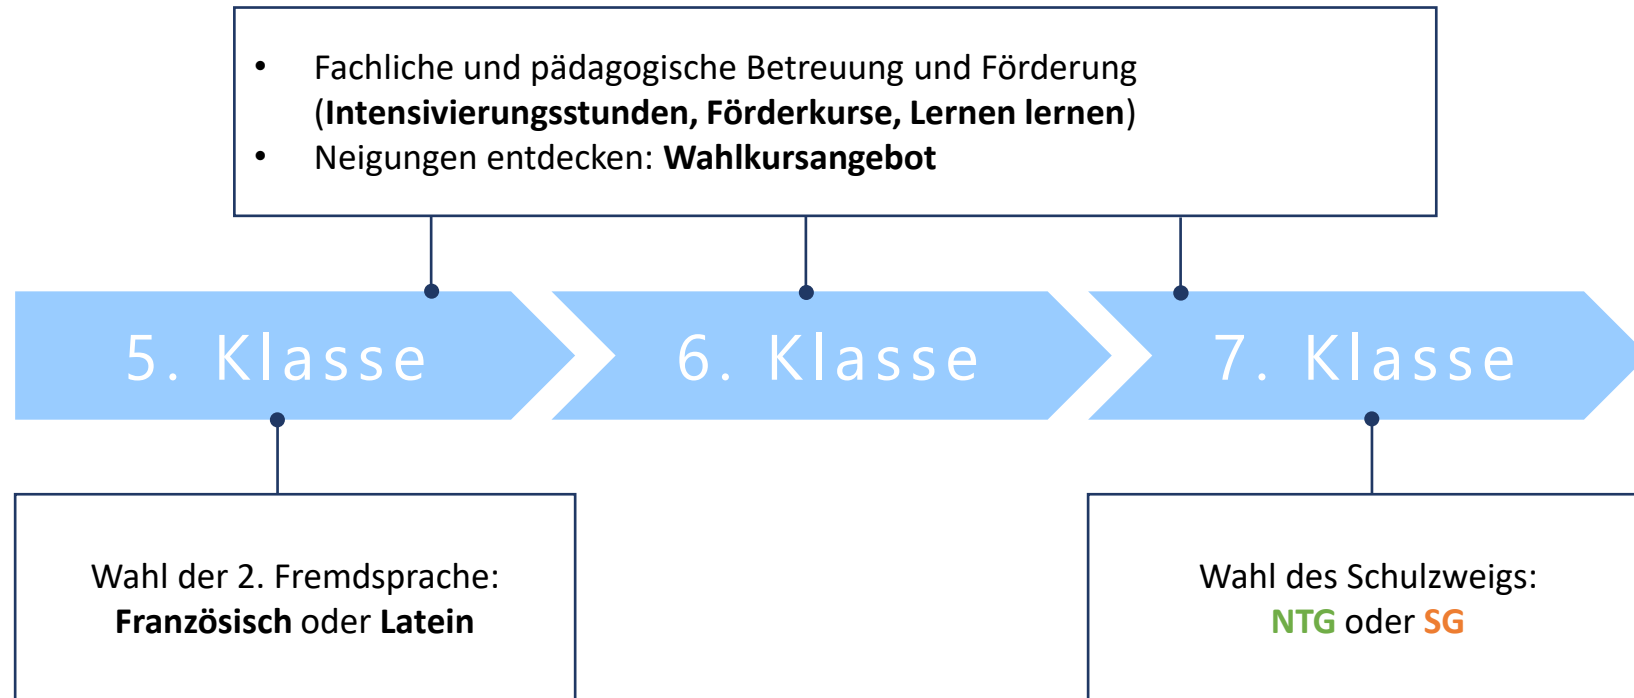 • Fachliche und pädagogische Betreuung und Förderung
(Intensivierungsstunden, Förderkurse, Lernen lernen)
• Neigungen entdecken: Wahlkursangebot
5. Klasse
6. Klasse
7. Klasse
Wahl der 2. Fremdsprache:
Französisch oder Latein
Wahl des Schulzweigs:
NTG oder SG